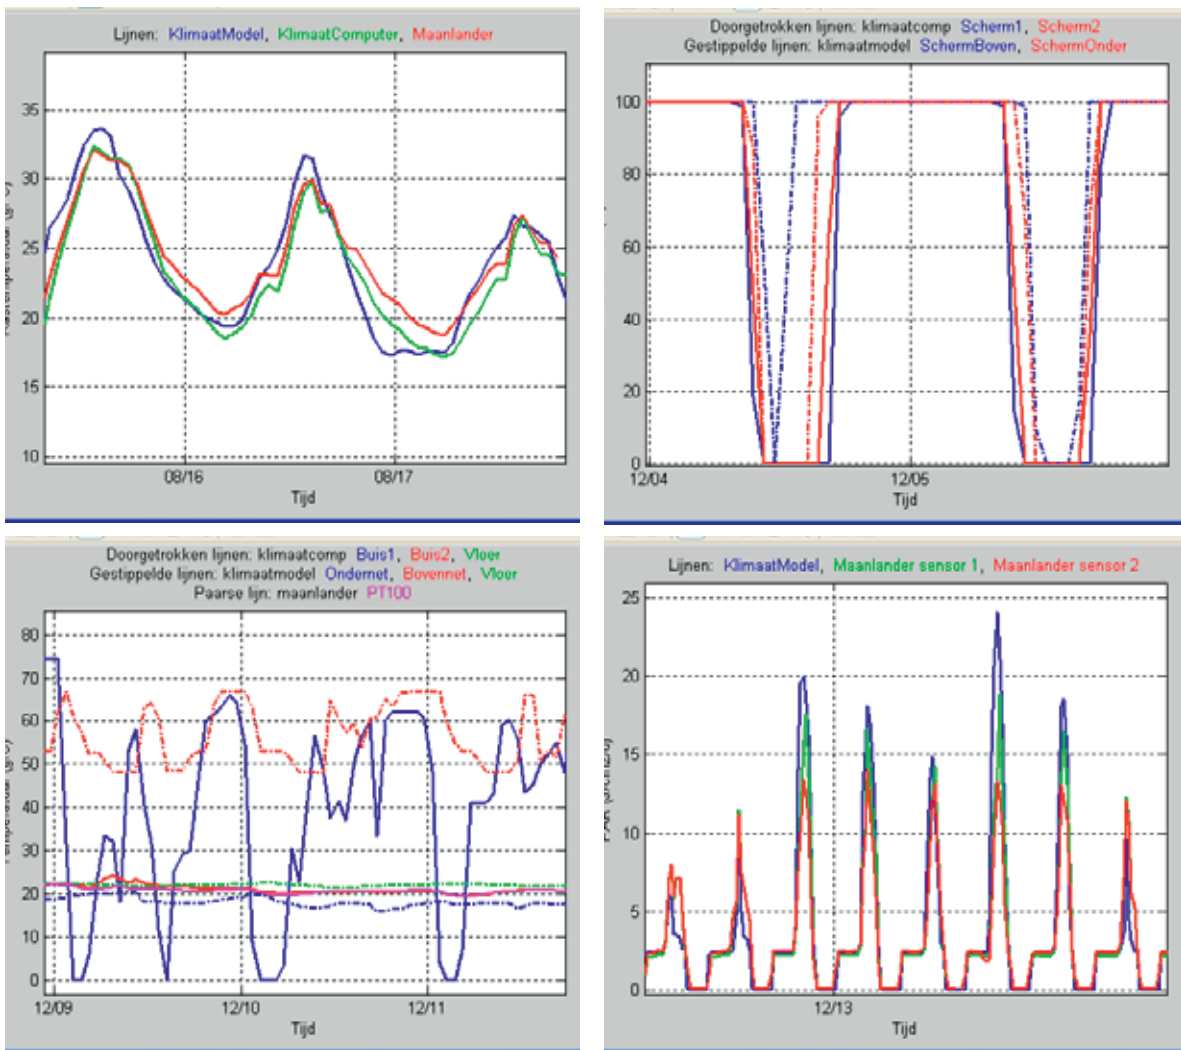 Lijnen: KlimaatModel, KlimaatComputer, Maanlander
35
30
25
20
15
10
08/16 08/17
Tijd
Doorgetrokken lijnen: klimaatcomp Scherm1, Scherm2
Gestippelde lijnen: klimaatmodel SchermBoven, SchermOnder
100
80
60
40
20
0
12/04 12/05
Tijd
Doorgetrokken lijnen: klimaatcomp Buis1, Buis2, Vloer
Gestippelde lijnen: klimaatmodel Ondernet, Bovennet, Vloer
Paarse lijn: maanlander PT100
80
70
60
50
40
30
20
10
0
12/09 12/10 12/11
Tijd
Lijnen: KlimaatModel, Maanlander sensor 1, Maanlander sensor 2
25
20
15
10
5
0
12/13
Tijd